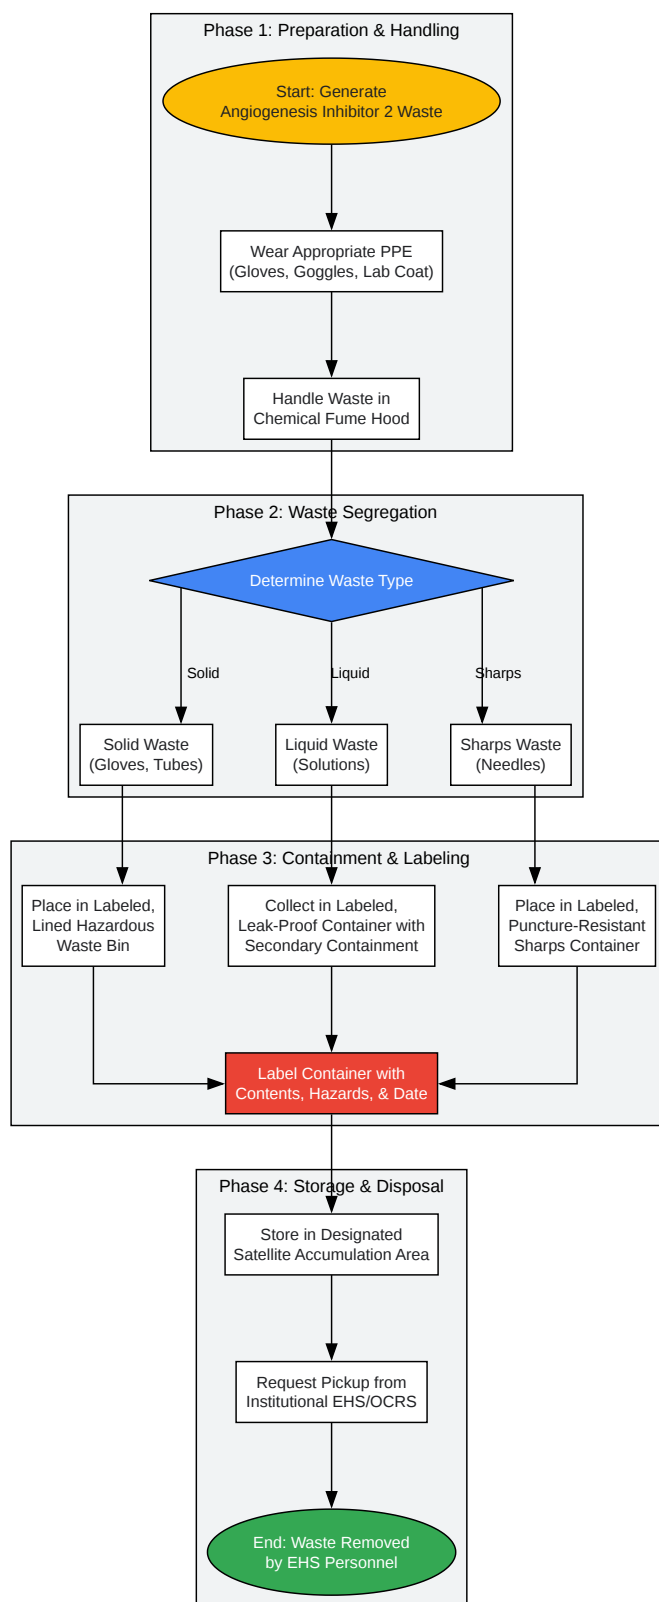 Phase 1: Preparation & Handling
Start: Generate
Angiogenesis Inhibitor 2 Waste
Wear Appropriate PPE
(Gloves, Goggles, Lab Coat)
Handle Waste in
Chemical Fume Hood
Phase 2: Waste Segregation
Determine Waste Type
Solid
Liquid
Sharps
Solid Waste
(Gloves, Tubes)
Liquid Waste
(Solutions)
Sharps Waste
(Needles)
Phase 3: Containment & Labeling
Place in Labeled,
Lined Hazardous
Waste Bin
Collect in Labeled,
Leak-Proof Container with
Secondary Containment
Place in Labeled,
Puncture-Resistant
Sharps Container
Label Container with
Contents, Hazards, & Date
Phase 4: Storage & Disposal
Store in Designated
Satellite Accumulation Area
Request Pickup from
Institutional EHS/OCRS
End: Waste Removed
by EHS Personnel